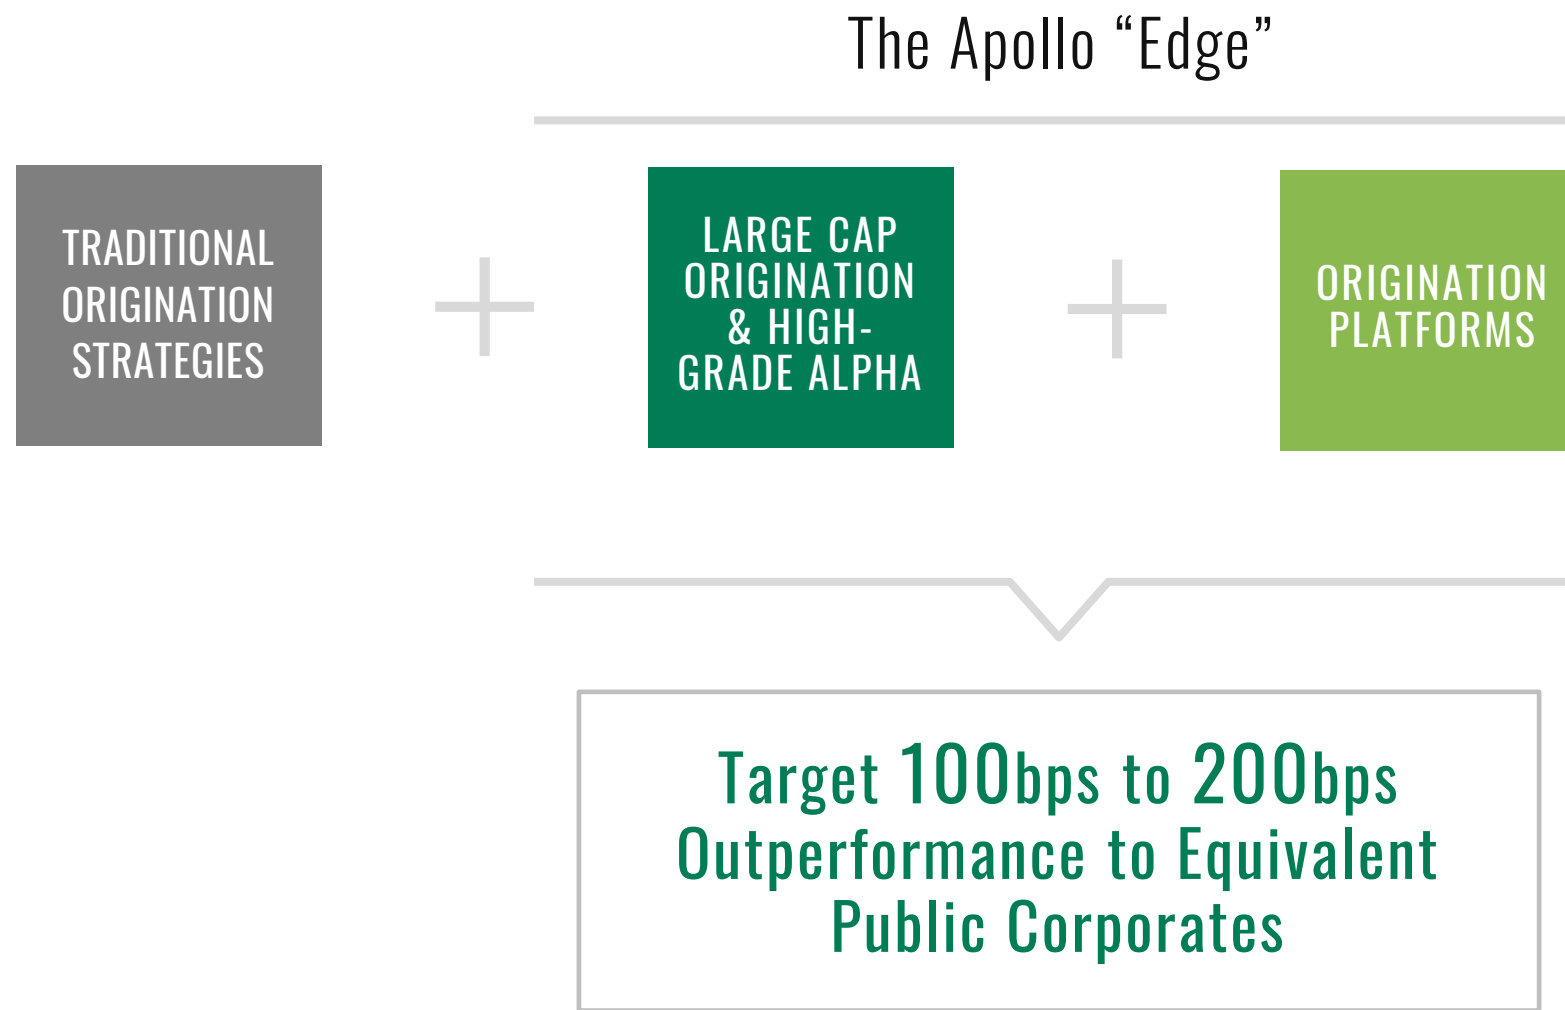 The Apollo “Edge”
TRADITIONAL
ORIGINATION
STRATEGIES
LARGE CAP
ORIGINATION
& HIGH-
GRADE ALPHA
ORIGINATION
PLATFORMS
Target 100bps to 200bps
Outperformance to Equivalent
Public Corporates